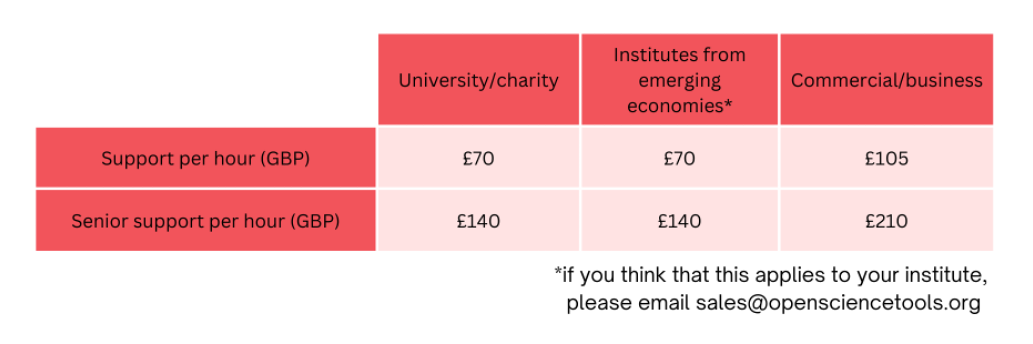 University/charity
Institutes from
emerging
economies*
Commercial/business
Support per hour (GBP)
£70
£70
£105
Senior support per hour (GBP)
£140
£140
£210
*if you think that this applies to your institute,
please email sales@opensciencetools.org